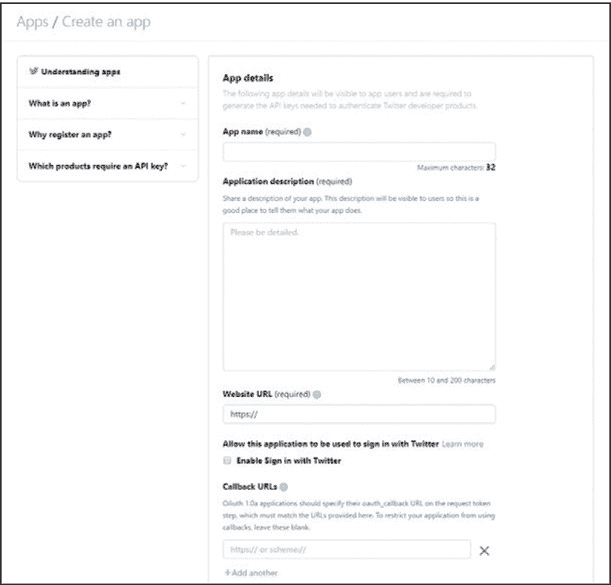 Apps / Create an app
Understanding apps
What is an app?
Why register an app?
Which products require an API key?
App details
The following app details will be visible to app users and are required to
generate the API keys needed to authenticate Twitter developer products.
App name (required)
Maximum characters: 32
Application description (required)
Share a description of your app. This description will be visible to users so this is a
good place to tell them what your app does.
Please be detailed.
Between 10 and 200 characters
Website URL (required)
https://
Allow this application to be used to sign in with Twitter Learn more
Enable Sign in with Twitter
Callback URLs
OAuth 1.0a applications should specify their oauth_callback URL on the request token
step, which must match the URLs provided here. To restrict your application from using
callbacks, leave these blank.
https:// or scheme://
+Add another